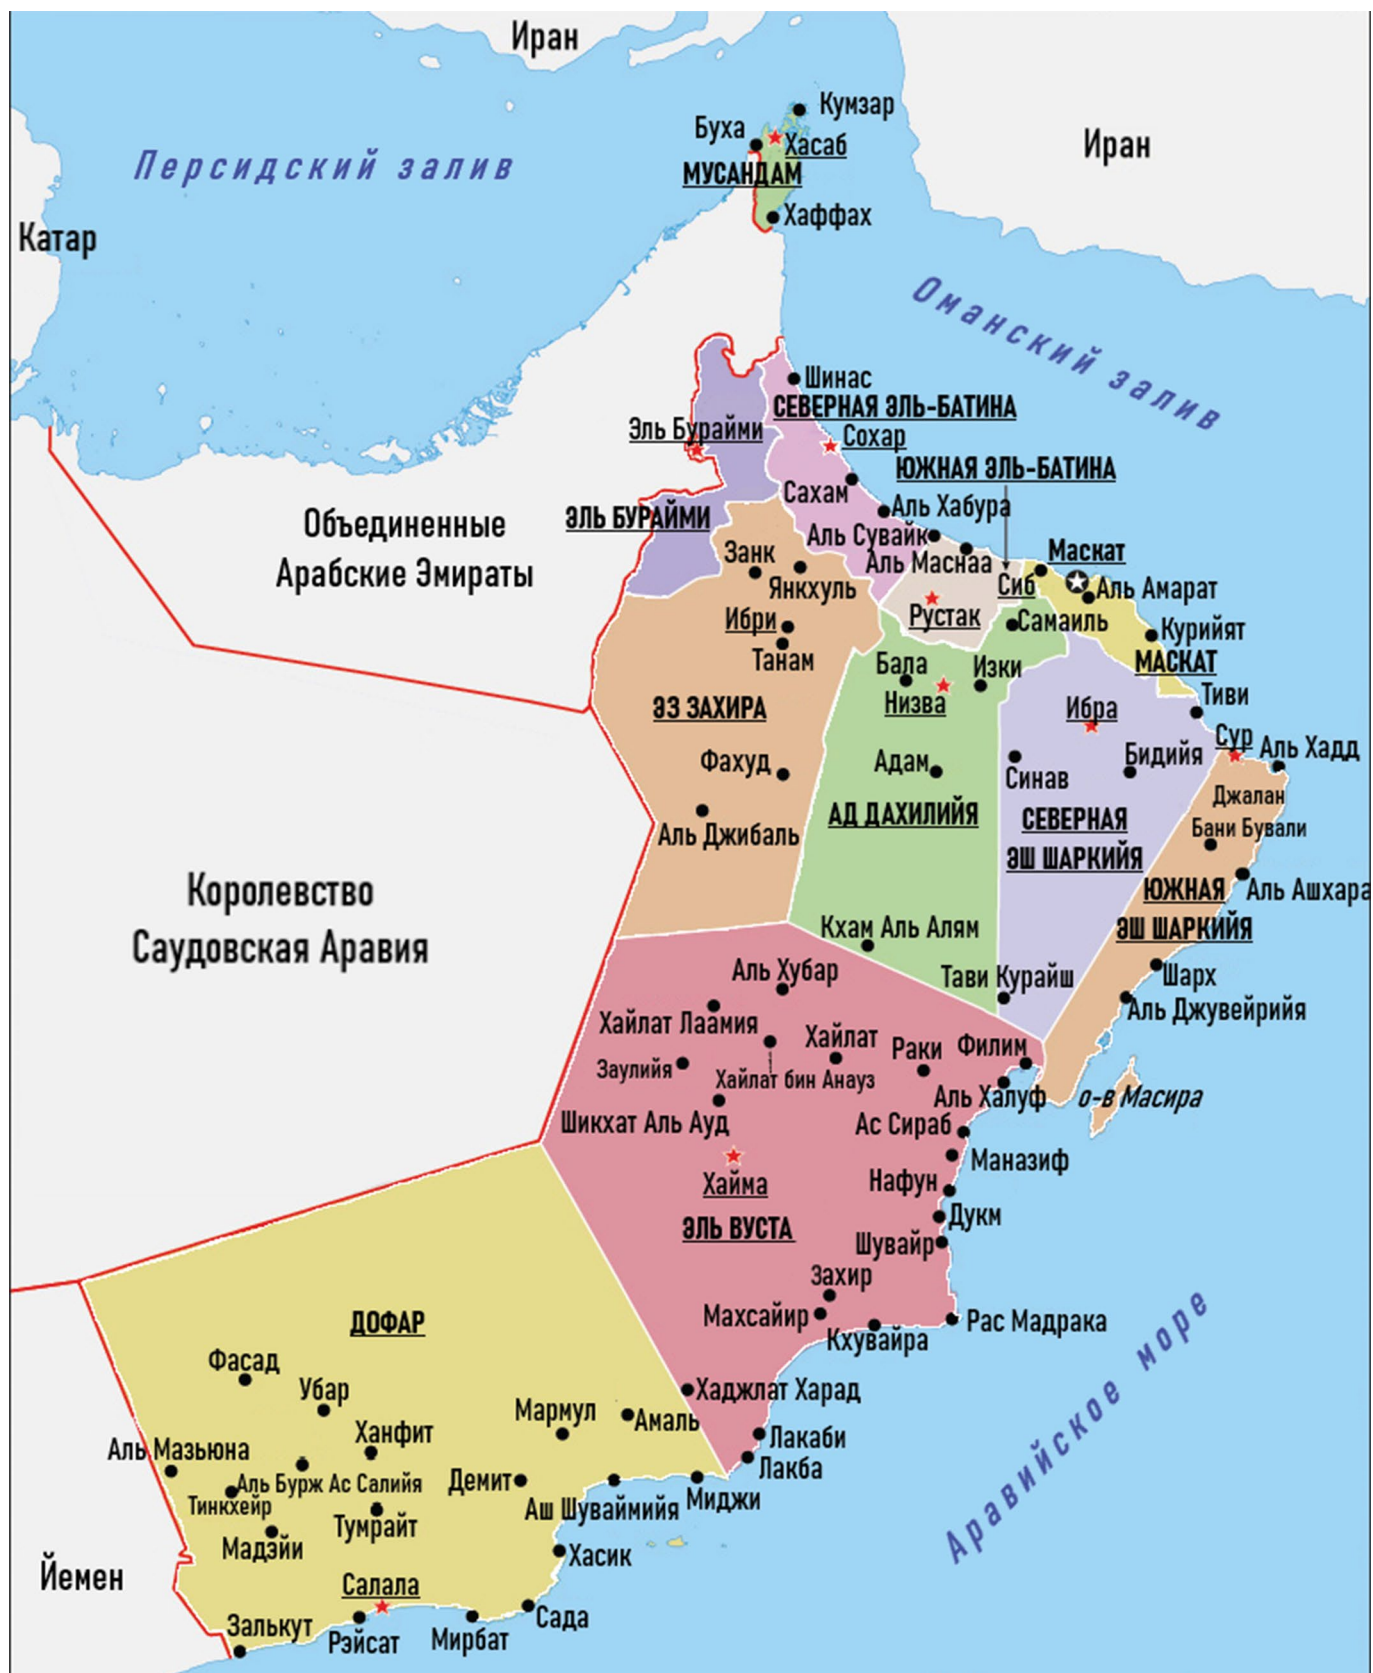 Иран
Кумзар
Буха
Хасаб
Иран
Персидский залив
МУСАНДАМ
Хаффах
Катар
Оманский залив
Шинас
СЕВЕРНАЯ ЭЛЬ-БАТИНА
Эль Бурайми
Сохар
ЮЖНАЯ ЭЛЬ-БАТИНА
Сахам
Аль Хабура
ЭЛЬ БУРАЙМИ
Объединенные
Арабские Эмираты
Аль Сувайк
Занк
Аль Маснаа
Маскат
Янкхуль
Сиб
Аль Амарат
Ибри
Рустак
Самаиль
Курийят
Танам
Бала
Изки
МАСКАТ
Низва
Тиви
ЭЗ ЗАХИРА
Ибра
Сур
Аль Хадд
Фахуд
Адам
Синав
Бидийя
Джалан
Бани Бували
АД ДАХИЛИЙЯ
СЕВЕРНАЯ
ЭШ ШАРКИЙЯ
Аль Джибаль
Королевство
Саудовская Аравия
ЮЖНАЯ
ЭШ ШАРКИЙЯ
Аль Ашхара
Кхам Аль Алям
Аль Хубар
Тави Курайш
Шарх
Аль Джувейрийя
Хайлат Лаамия
Хайлат
Раки
Филим
Заулийя
Хайлат бин Анауз
Аль Халуф
о-в Масира
Шикхат Аль Ауд
Ас Сираб
Маназиф
Хайма
Нафун
Дукм
ЭЛЬ ВУСТА
Шувайр
Захир
Махсайир
Кхувайра
Рас Мадрака
ДОФАР
Аравийское море
Фасад
Убар
Хаджлат Харад
Мармул
Амаль
Ханфит
Лакаби
Аль Мазьюна
Лакба
Аль Бурж Ас Салийя
Демит
Тинкхейр
Аш Шуваймийя
Миджи
Тумрайт
Мадэйи
Хасик
Йемен
Салала
Залькут
Рэйсат
Мирбат
Сада